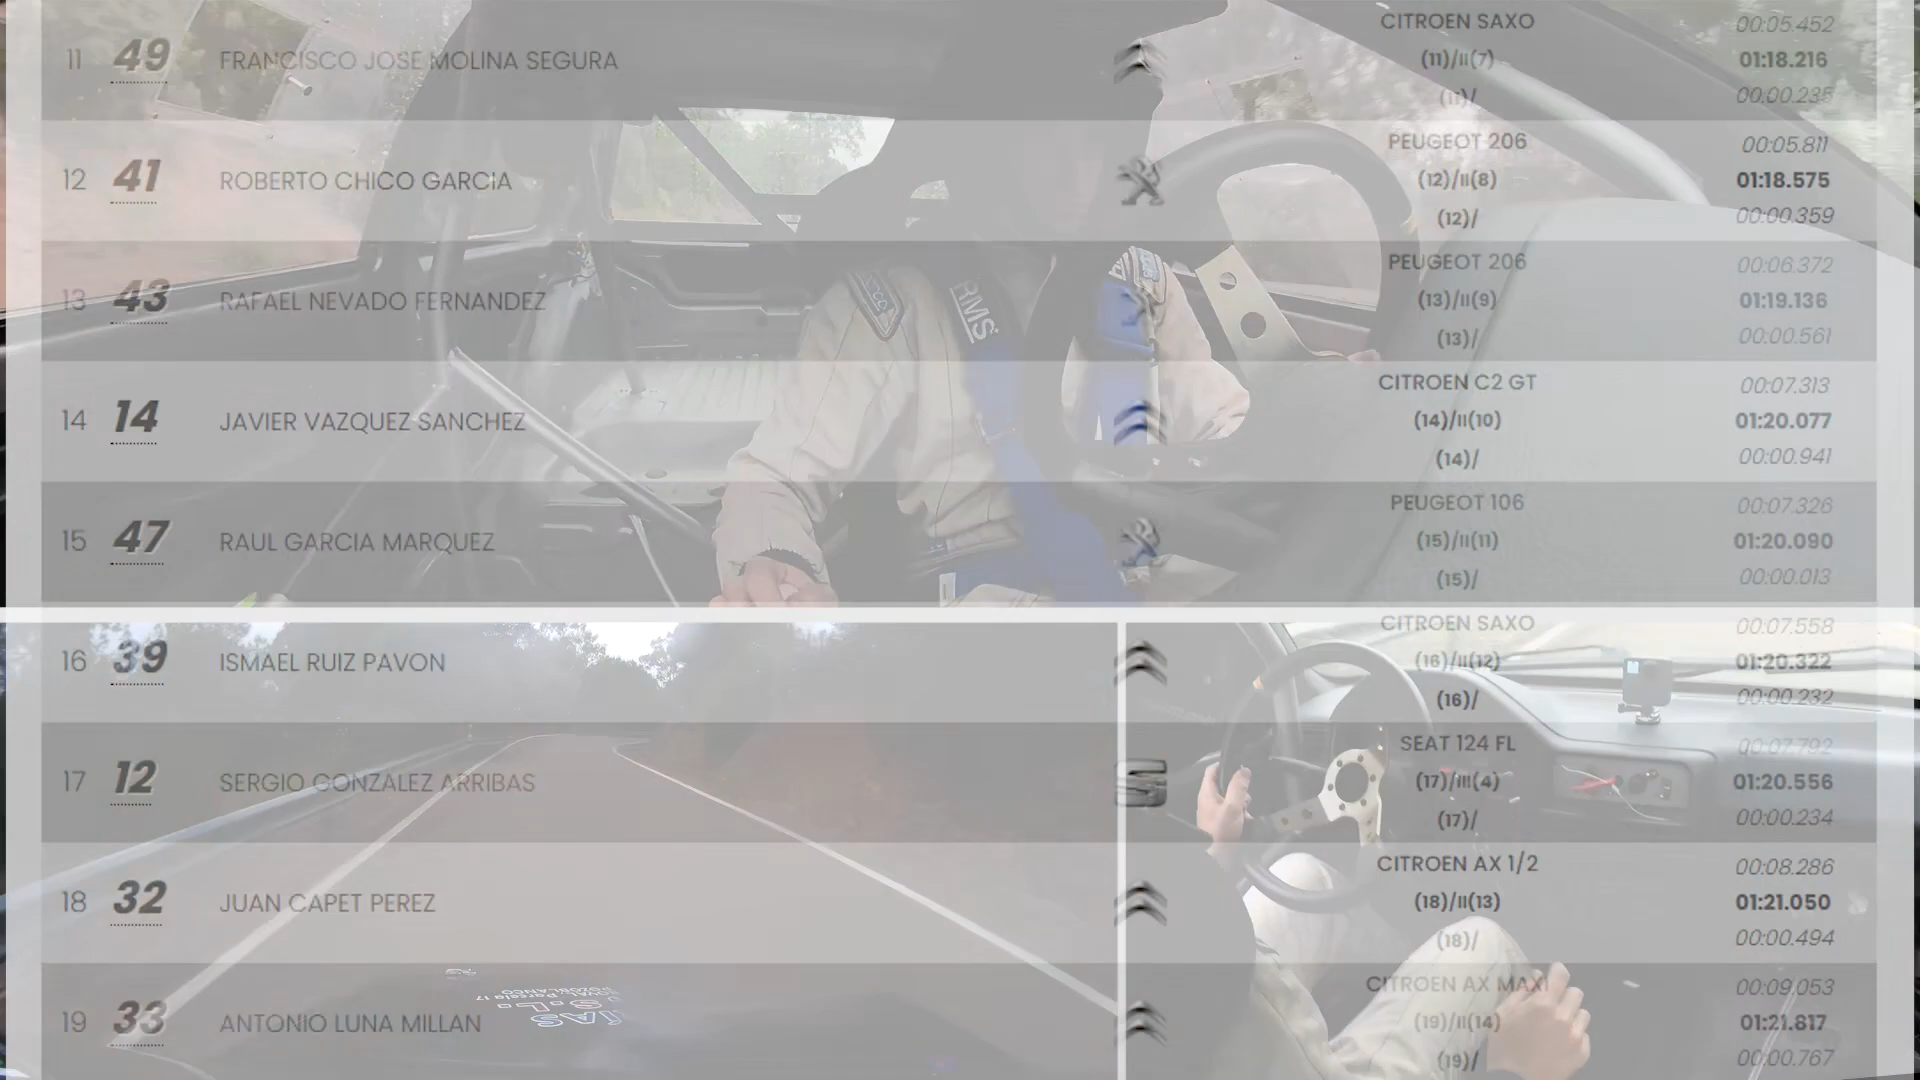 CITROEN SAXO 00:05.452
11 49 FRANCISCO JOSE MOLINA SEGURA (11)/II(7) 01:18.216
(11)/ 00:00.235
PEUGEOT 206 00:05.811
12 41 ROBERTO CHICO GARCIA (12)/II(8) 01:18.575
(12)/ 00:00.359
PEUGEOT 206 00:06.372
13 43 RAFAEL NEVADO FERNANDEZ (13)/II(9) 01:19.136
(13)/ 00:00.561
CITROEN C2 GT 00:07.313
14 14 JAVIER VAZQUEZ SANCHEZ (14)/II(10) 01:20.077
(14)/ 00:00.941
PEUGEOT 106 00:07.326
15 47 RAUL GARCIA MARQUEZ (15)/II(11) 01:20.090
(15)/ 00:00.013
CITROEN SAXO 00:07.558
16 39 ISMAEL RUIZ PAVON (16)/II(12) 01:20.322
(16)/ 00:00.232
SEAT 124 FL 00:07.792
17 12 SERGIO GONZALEZ ARRIBAS (17)/III(4) 01:20.556
(17)/ 00:00.234
CITROEN AX 1/2 00:08.286
18 32 JUAN CAPET PEREZ (18)/II(13) 01:21.050
(18)/ 00:00.494
CITROEN AX MAXI 00:09.053
19 33 ANTONIO LUNA MILLAN (19)/II(14) 01:21.817
(19)/ 00:00.767
RMS